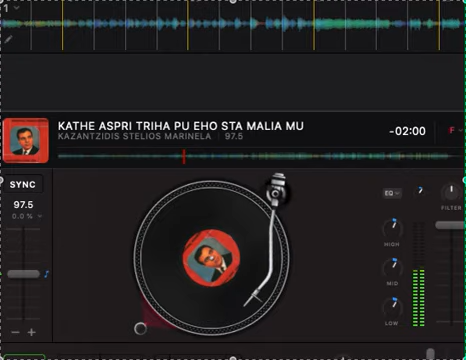 1
KATHE ASPRI TRIHA PU EHO STA MALIA MU
KAZANTZIDIS STELIOS MARINELA · 97.5
-02:00
F
SYNC
97.5
0.0 %
EQ
FILTER
HIGH
MID
LOW